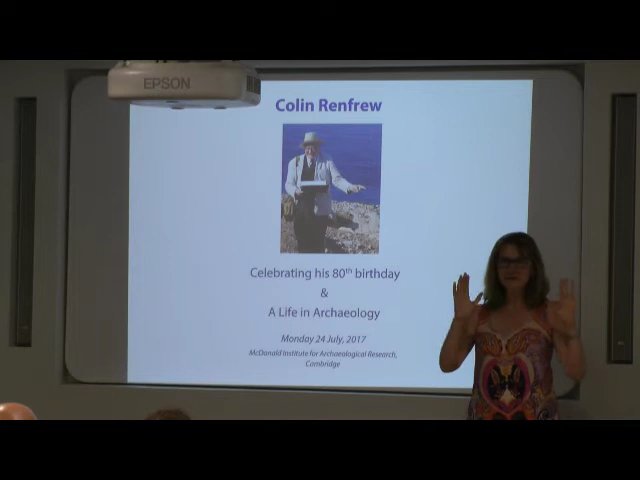 EPSON
Colin Renfrew
Celebrating his 80th birthday
&
A Life in Archaeology
Monday 24 July, 2017
McDonald Institute for Archaeological Research,
Cambridge